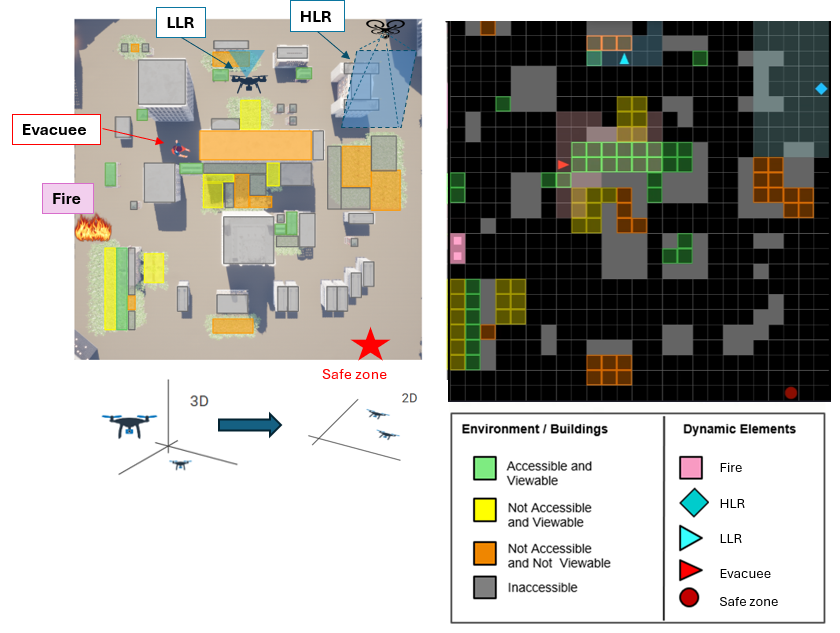 LLR
HLR
Evacuee
Fire
Safe zone
3D
2D
Environment / Buildings
Accessible and
Viewable
Not Accessible
and Viewable
Not Accessible
and Not Viewable
Inaccessible
Dynamic Elements
Fire
HLR
LLR
Evacuee
Safe zone